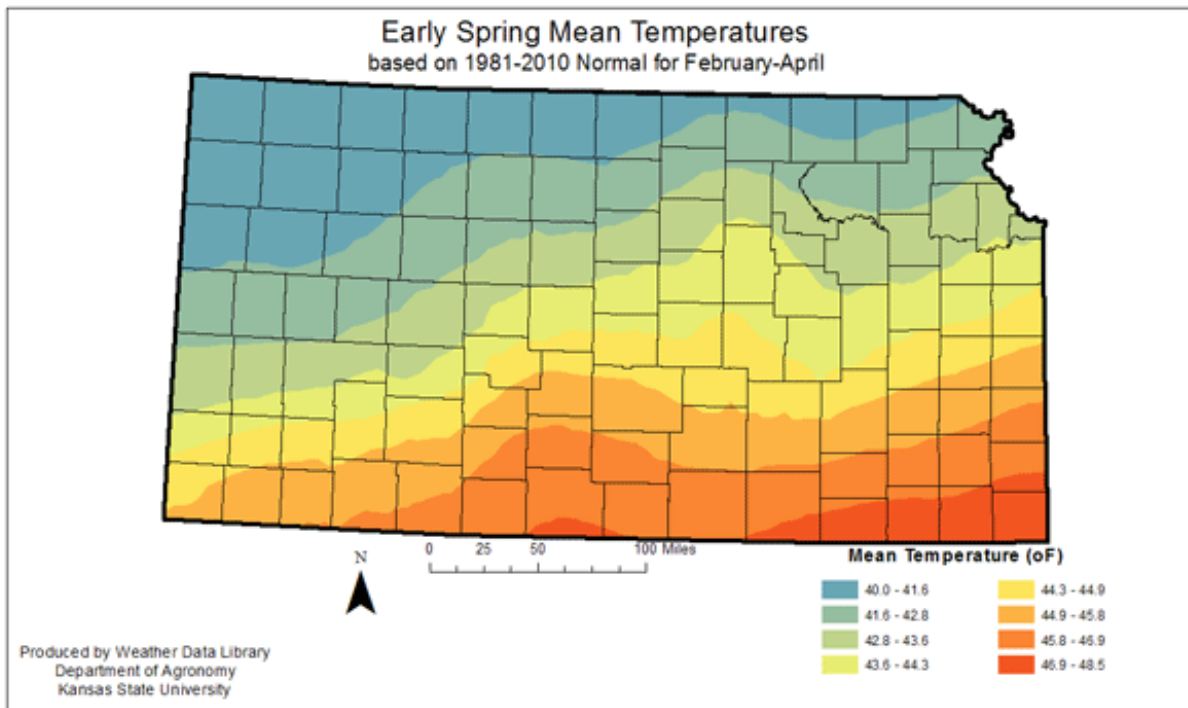 Early Spring Mean Temperatures
based on 1981-2010 Normal for February-April
N
0 25 50 100 Miles
Mean Temperature (oF)
40.0 - 41.6
41.6 - 42.8
42.8 - 43.6
43.6 - 44.3
44.3 - 44.9
44.9 - 45.8
45.8 - 46.9
46.9 - 48.5
Produced by Weather Data Library
Department of Agronomy
Kansas State University